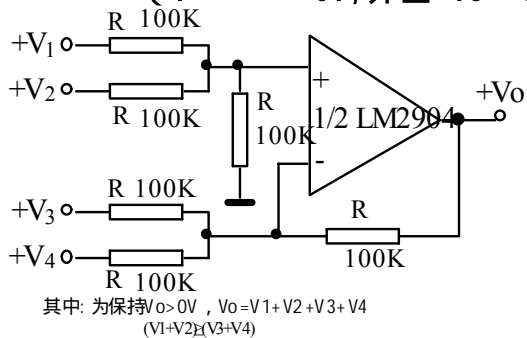 R 100K
+V1
+V2
R 100K
R
100K
+
1/2 LM2904
-
+Vo
R 100K
+V3
+V4
R 100K
R
100K
其中: 为保持Vo>0V , Vo=V1+V2+V3+V4
(V1+V2)≥(V3+V4)